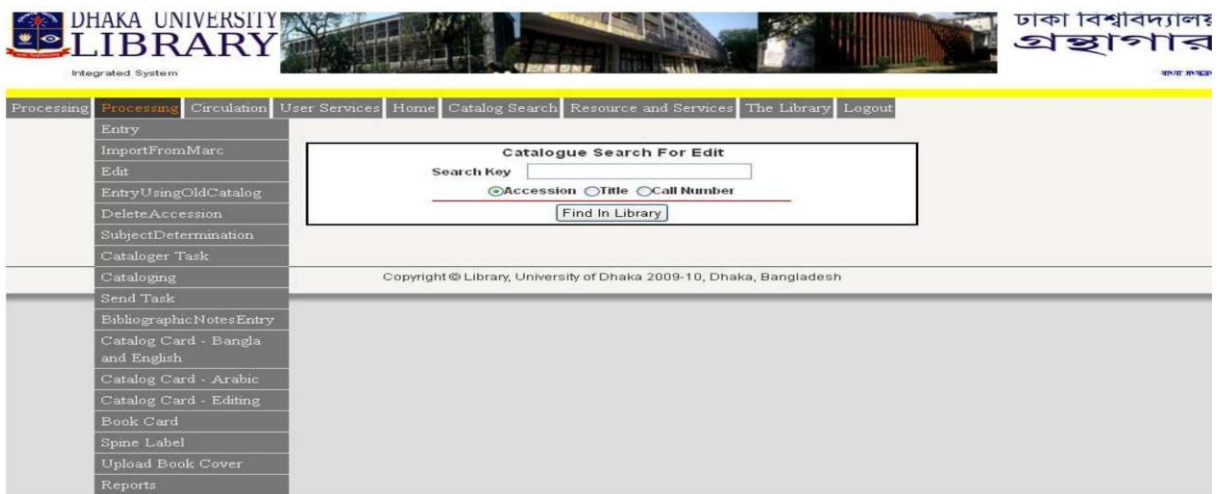 DHAKA UNIVERSITY
LIBRARY
Integrated System
ঢাকা বিশ্ববিদ্যালয়
গ্রন্থাগার
Processing Processing Circulation User Services Home Catalog Search Resource and Services The Library Logout
Entry
ImportFromMarc
Edit
EntryUsingOldCatalog
DeleteAccession
SubjectDetermination
Cataloger Task
Cataloging
Send Task
BibliographicNotesEntry
Catalog Card - Bangla
and English
Catalog Card - Arabic
Catalog Card - Editing
Book Card
Spine Label
Upload Book Cover
Reports
Catalogue Search For Edit
Search Key
Accession Title Call Number
Find In Library
Copyright © Library, University of Dhaka 2009-10, Dhaka, Bangladesh